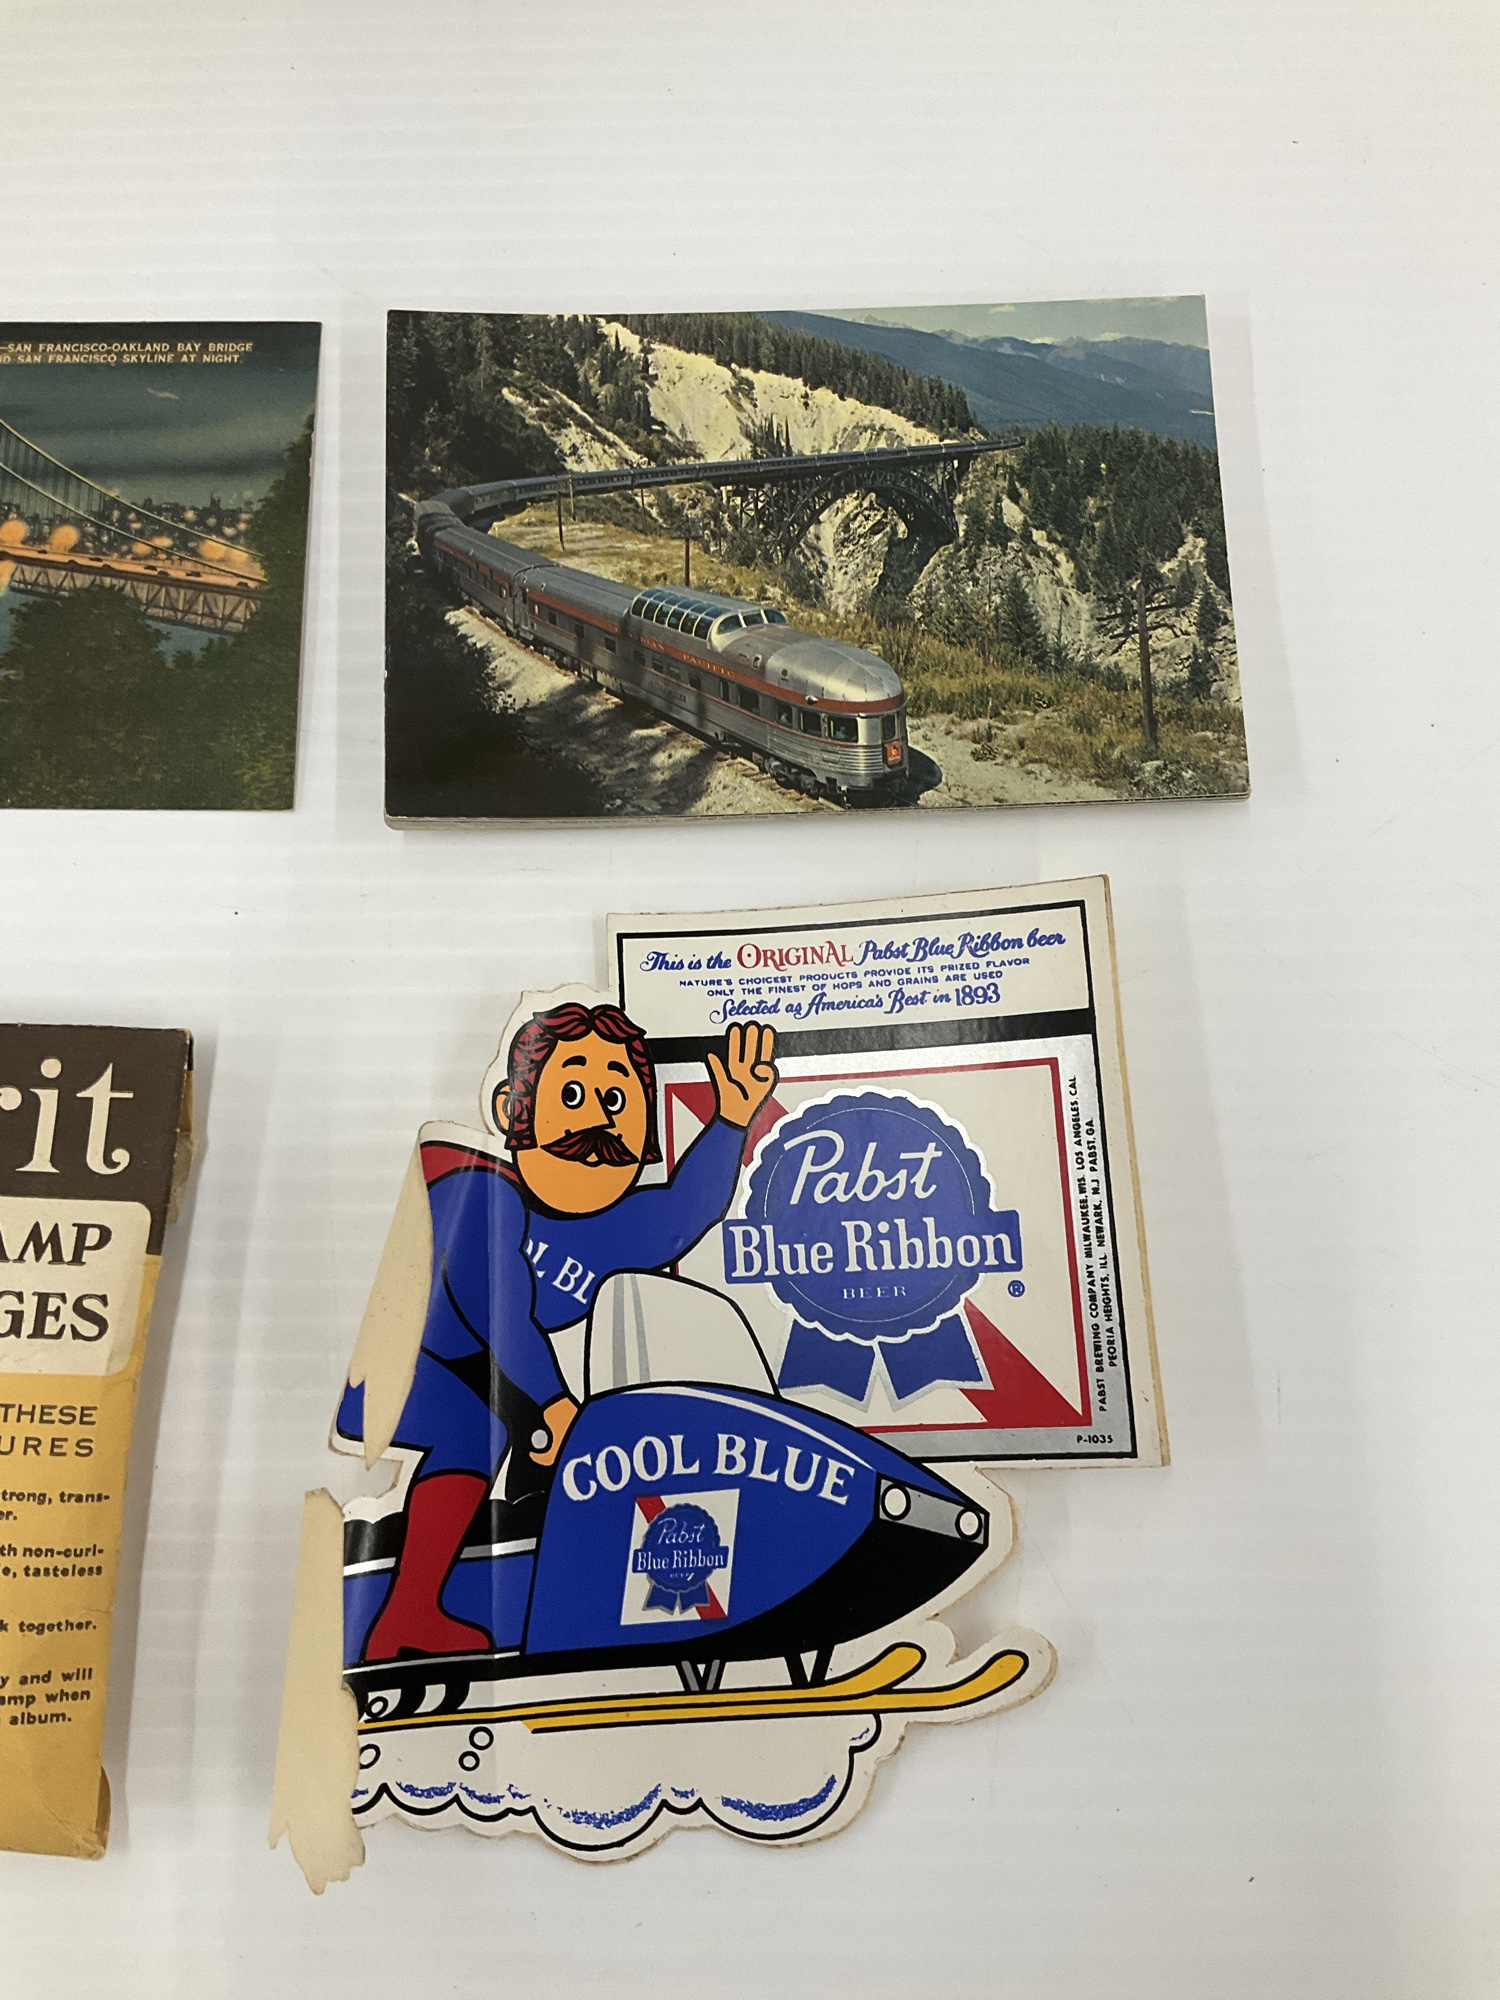 —SAN FRANCISCO-OAKLAND BAY BRIDGE
SAN FRANCISCO SKYLINE AT NIGHT.
PACIFIC
This is the ORIGINAL Pabst Blue Ribbon beer
NATURE'S CHOICEST PRODUCTS PROVIDE ITS PRIZED FLAVOR
ONLY THE FINEST OF HOPS AND GRAINS ARE USED
Selected as America's Best in 1893
Pabst
Blue Ribbon
BEER
®
PABST BREWING COMPANY MILWAUKEE, WIS. LOS ANGELES, CAL.
PEORIA HEIGHTS, ILL. NEWARK, N.J. PABST, GA.
P-1035
OL BL
COOL BLUE
Pabst
Blue Ribbon
BEER
rit
AMP
GES
THESE
URES
trong, trans-
er.
th non-curl-
e, tasteless
k together.
y and will
amp when
album.